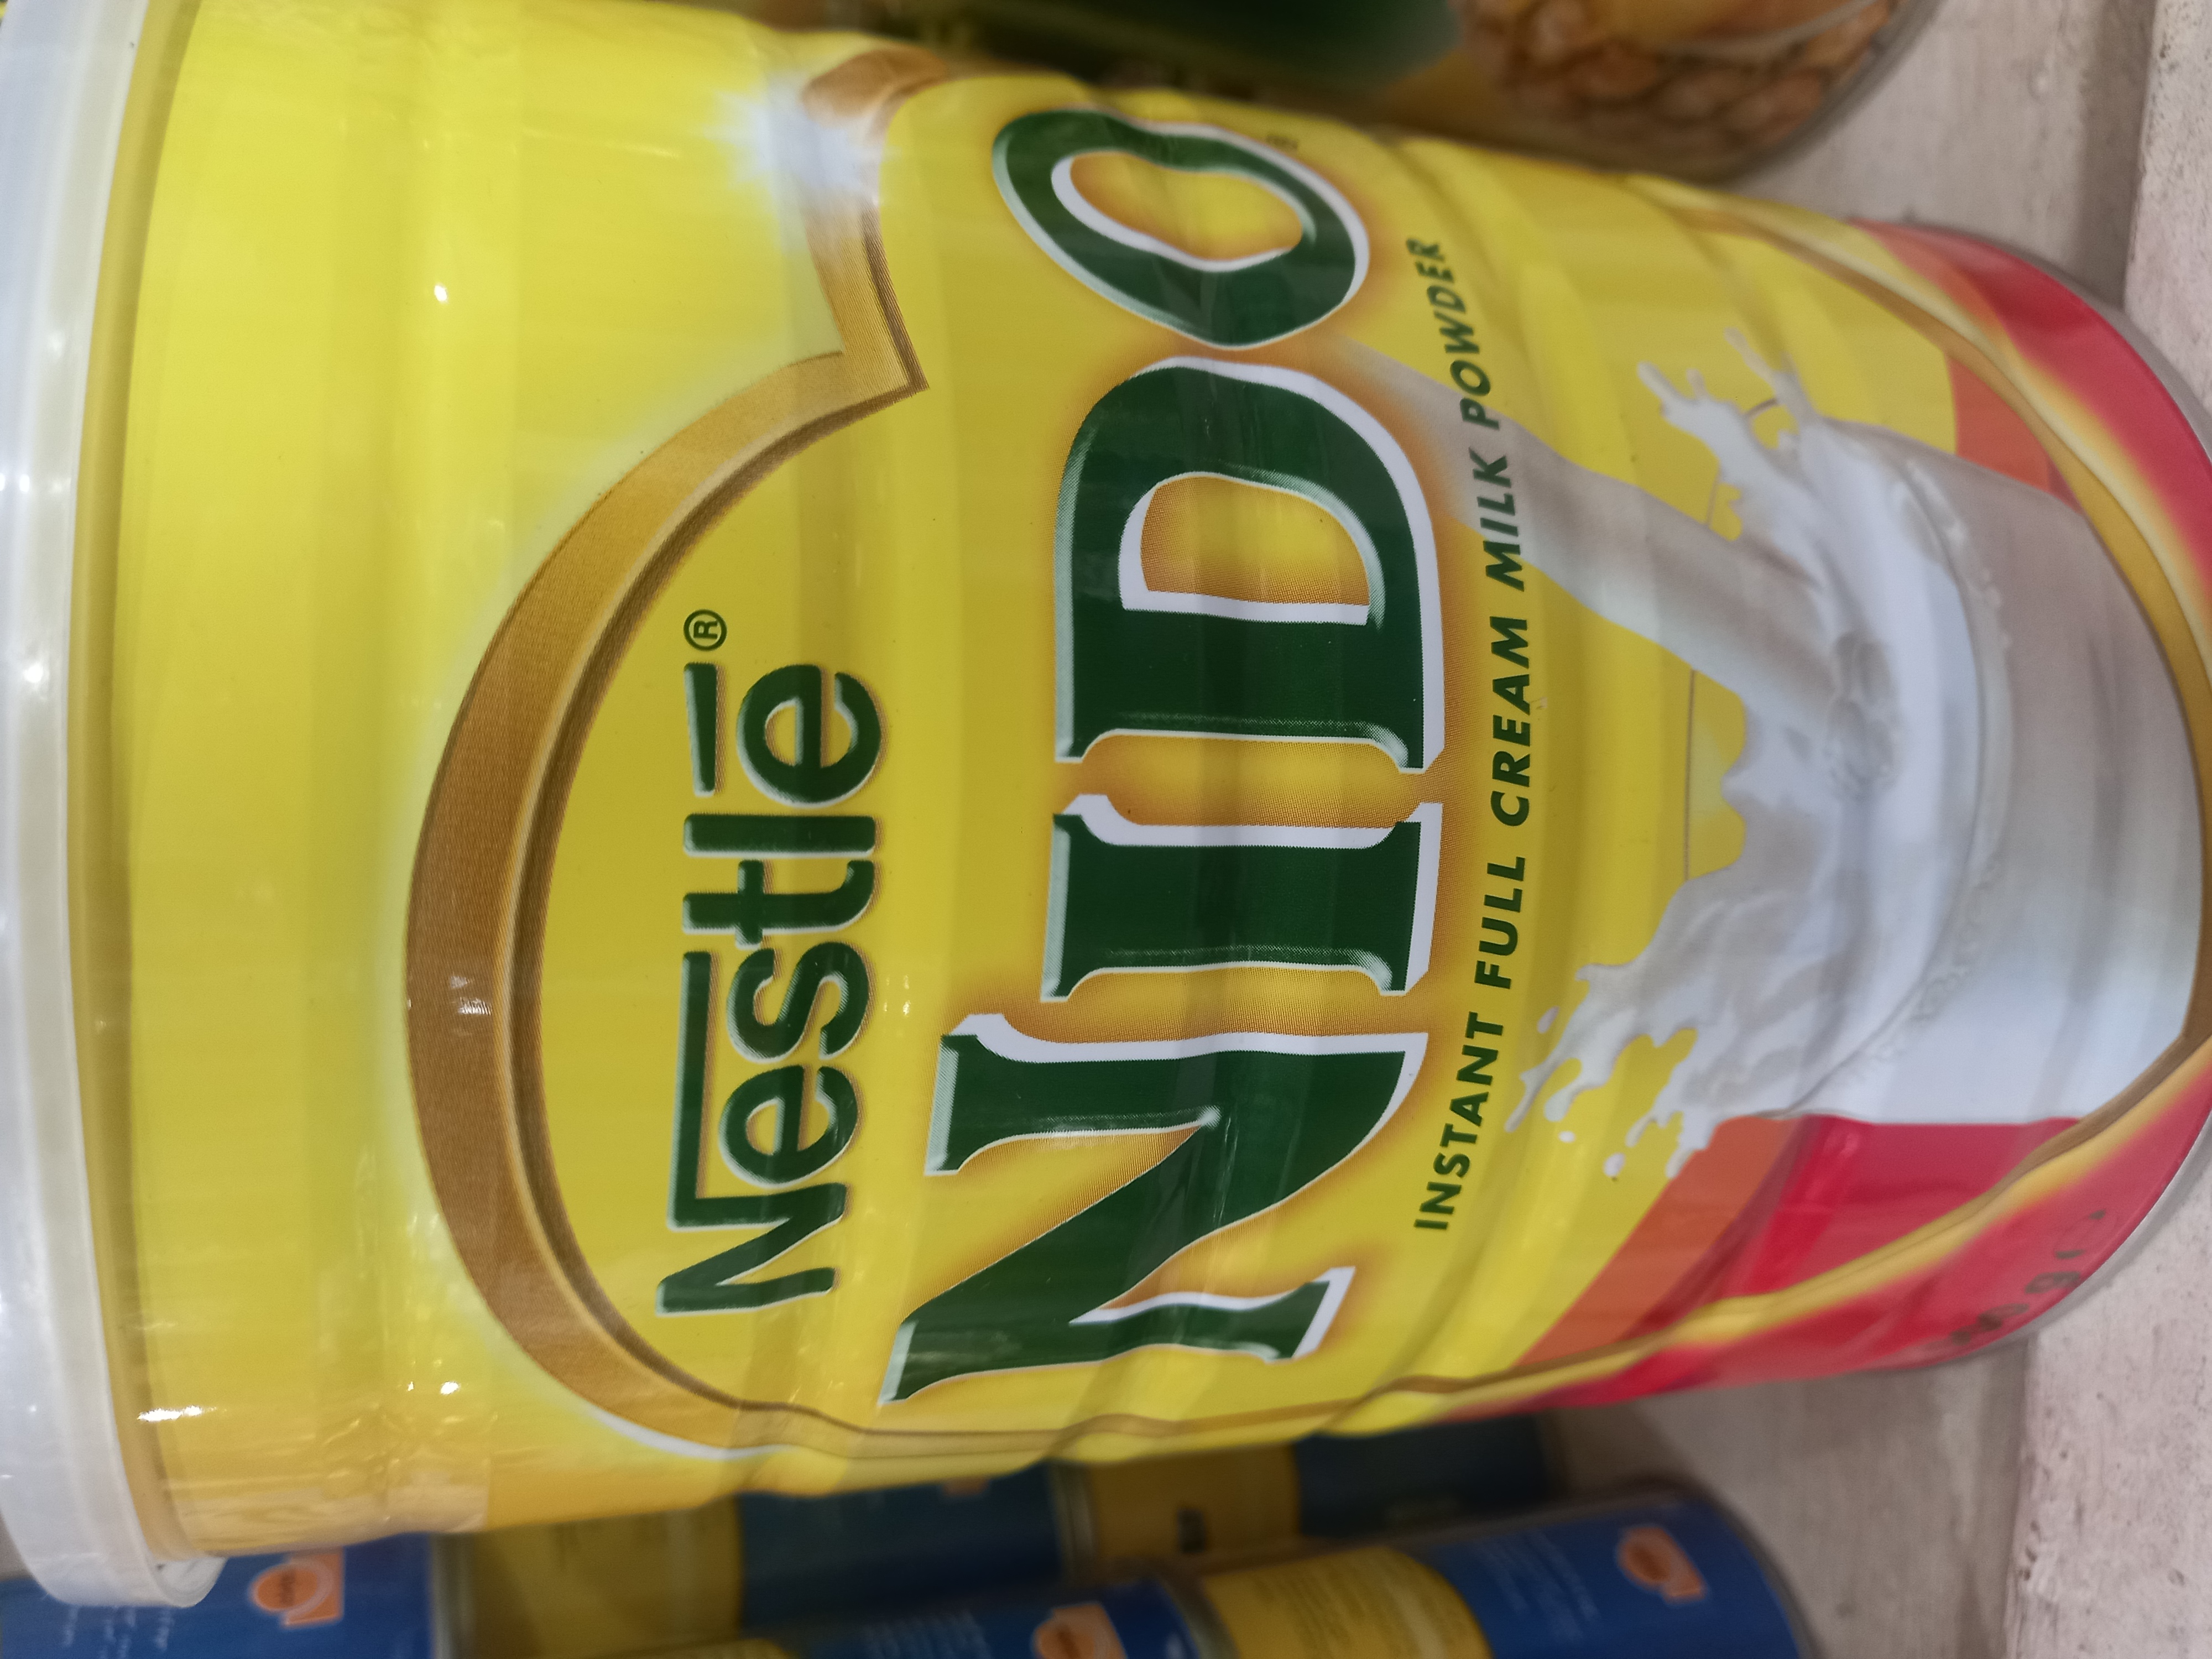 Nestlé®
NIDO
INSTANT FULL CREAM MILK POWDER